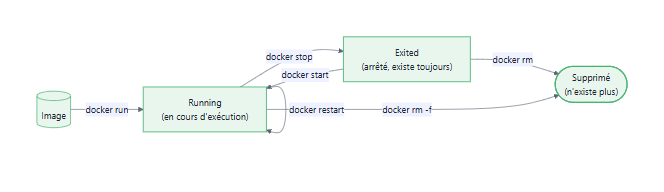 Exited
(arrêté, existe toujours)
docker stop
docker rm
docker start
Supprimé
(n'existe plus)
Running
(en cours d'exécution)
Image
docker run
docker restart
docker rm -f